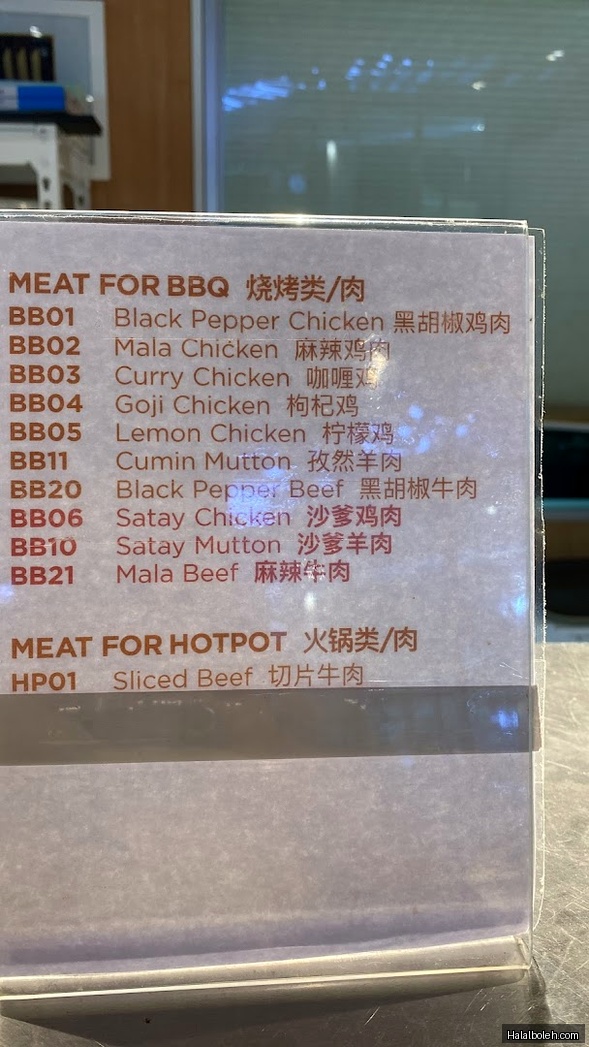 MEAT FOR BBQ 烧烤类/肉
BB01 Black Pepper Chicken 黑胡椒鸡肉
BB02 Mala Chicken 麻辣鸡肉
BB03 Curry Chicken 咖喱鸡
BB04 Goji Chicken 枸杞鸡
BB05 Lemon Chicken 柠檬鸡
BB11 Cumin Mutton 孜然羊肉
BB20 Black Pepper Beef 黑胡椒牛肉
BB06 Satay Chicken 沙爹鸡肉
BB10 Satay Mutton 沙爹羊肉
BB21 Mala Beef 麻辣牛肉
MEAT FOR HOTPOT 火锅类/肉
HP01 Sliced Beef 切片牛肉
Halalboleh.com